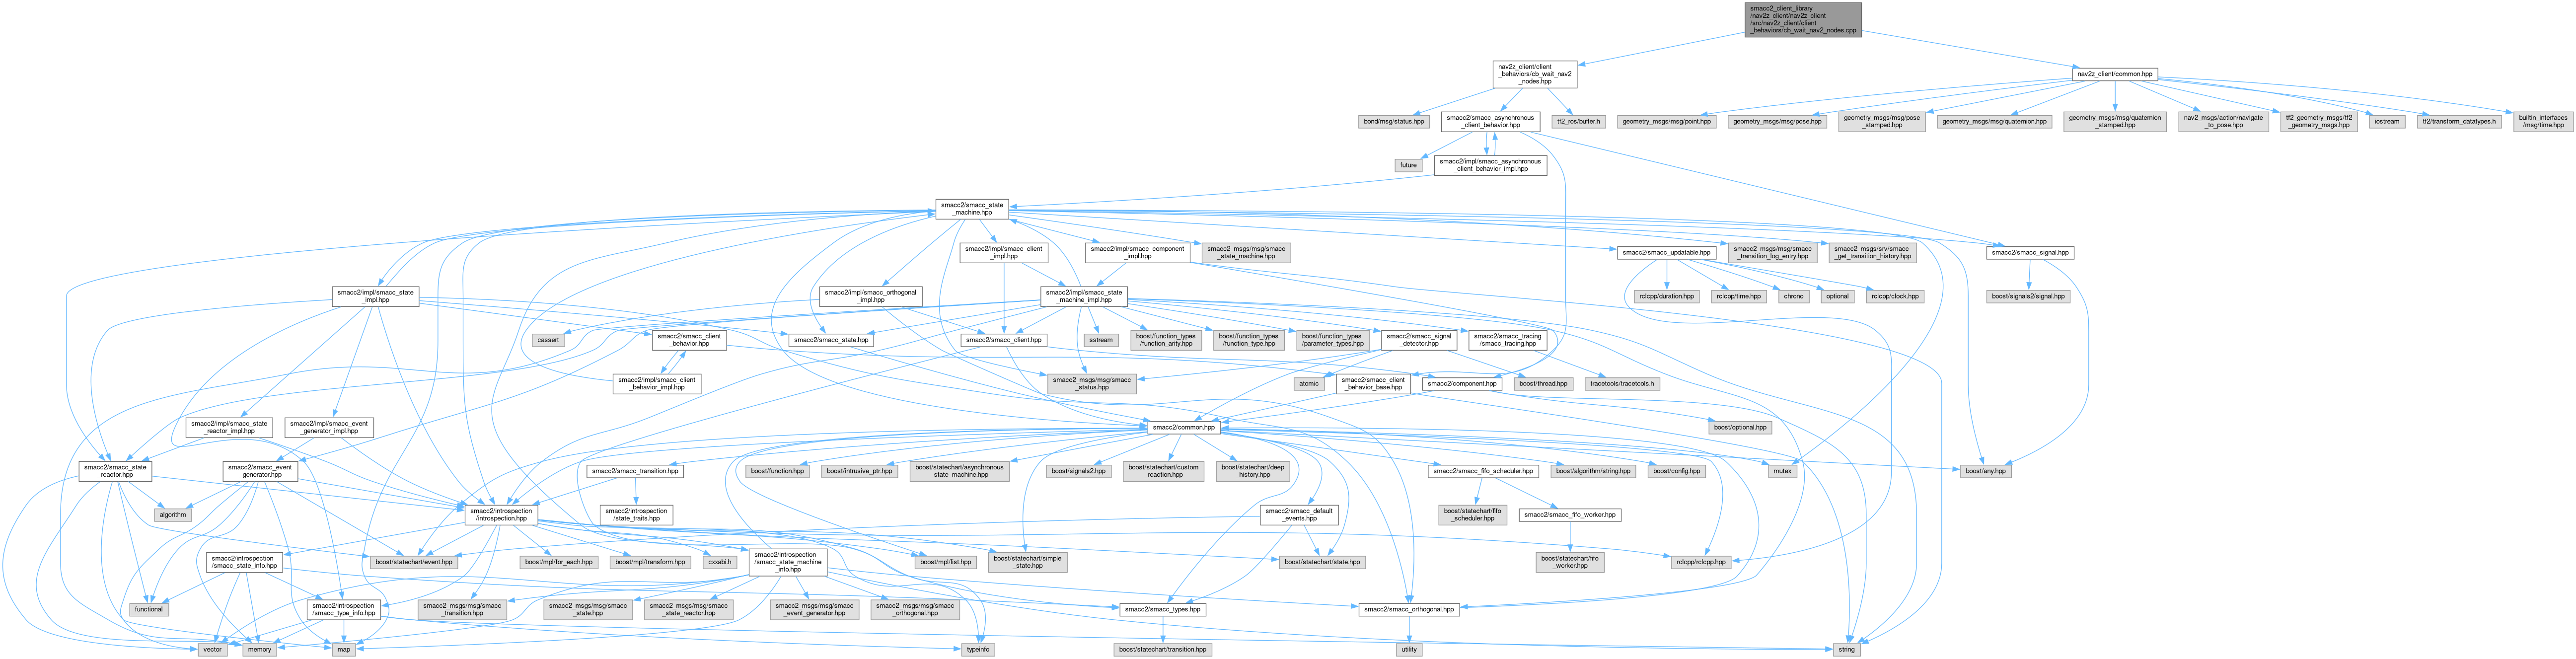 smacc2_client_library
/nav2z_client/nav2z_client
/src/nav2z_client/client
_behaviors/cb_wait_nav2_nodes.cpp
nav2z_client/client
_behaviors/cb_wait_nav2
_nodes.hpp
nav2z_client/common.hpp
bond/msg/status.hpp
smacc2/smacc_asynchronous
_client_behavior.hpp
tf2_ros/buffer.h
geometry_msgs/msg/point.hpp
geometry_msgs/msg/pose.hpp
geometry_msgs/msg/pose
_stamped.hpp
geometry_msgs/msg/quaternion.hpp
geometry_msgs/msg/quaternion
_stamped.hpp
nav2_msgs/action/navigate
_to_pose.hpp
tf2_geometry_msgs/tf2
_geometry_msgs.hpp
iostream
tf2/transform_datatypes.h
builtin_interfaces
/msg/time.hpp
future
smacc2/impl/smacc_asynchronous
_client_behavior_impl.hpp
smacc2/smacc_state
_machine.hpp
smacc2/impl/smacc_client
_impl.hpp
smacc2/impl/smacc_component
_impl.hpp
smacc2_msgs/msg/smacc
_state_machine.hpp
smacc2/smacc_updatable.hpp
smacc2_msgs/msg/smacc
_transition_log_entry.hpp
smacc2_msgs/srv/smacc
_get_transition_history.hpp
smacc2/smacc_signal.hpp
smacc2/impl/smacc_state
_impl.hpp
smacc2/impl/smacc_orthogonal
_impl.hpp
smacc2/impl/smacc_state
_machine_impl.hpp
rclcpp/duration.hpp
rclcpp/time.hpp
chrono
optional
rclcpp/clock.hpp
boost/signals2/signal.hpp
cassert
smacc2/smacc_client
_behavior.hpp
smacc2/smacc_state.hpp
smacc2/smacc_client.hpp
sstream
boost/function_types
/function_arity.hpp
boost/function_types
/function_type.hpp
boost/function_types
/parameter_types.hpp
smacc2/smacc_signal
_detector.hpp
smacc2/smacc_tracing
/smacc_tracing.hpp
smacc2/impl/smacc_client
_behavior_impl.hpp
smacc2_msgs/msg/smacc
_status.hpp
atomic
smacc2/smacc_client
_behavior_base.hpp
smacc2/component.hpp
boost/thread.hpp
tracetools/tracetools.h
smacc2/impl/smacc_state
_reactor_impl.hpp
smacc2/impl/smacc_event
_generator_impl.hpp
smacc2/common.hpp
boost/optional.hpp
smacc2/smacc_state
_reactor.hpp
smacc2/smacc_event
_generator.hpp
smacc2/smacc_transition.hpp
boost/function.hpp
boost/intrusive_ptr.hpp
boost/statechart/asynchronous
_state_machine.hpp
boost/signals2.hpp
boost/statechart/custom
_reaction.hpp
boost/statechart/deep
_history.hpp
smacc2/smacc_fifo_scheduler.hpp
boost/algorithm/string.hpp
boost/config.hpp
mutex
boost/any.hpp
algorithm
smacc2/introspection
/introspection.hpp
smacc2/introspection
/state_traits.hpp
smacc2/smacc_default
_events.hpp
boost/statechart/fifo
_scheduler.hpp
smacc2/smacc_fifo_worker.hpp
smacc2/introspection
/smacc_state_info.hpp
boost/statechart/event.hpp
boost/mpl/for_each.hpp
boost/mpl/transform.hpp
cxxabi.h
smacc2/introspection
/smacc_state_machine
_info.hpp
boost/mpl/list.hpp
boost/statechart/simple
_state.hpp
boost/statechart/state.hpp
boost/statechart/fifo
_worker.hpp
rclcpp/rclcpp.hpp
functional
smacc2/introspection
/smacc_type_info.hpp
smacc2_msgs/msg/smacc
_transition.hpp
smacc2_msgs/msg/smacc
_state.hpp
smacc2_msgs/msg/smacc
_state_reactor.hpp
smacc2_msgs/msg/smacc
_event_generator.hpp
smacc2_msgs/msg/smacc
_orthogonal.hpp
smacc2/smacc_types.hpp
smacc2/smacc_orthogonal.hpp
vector
memory
map
typeinfo
boost/statechart/transition.hpp
utility
string